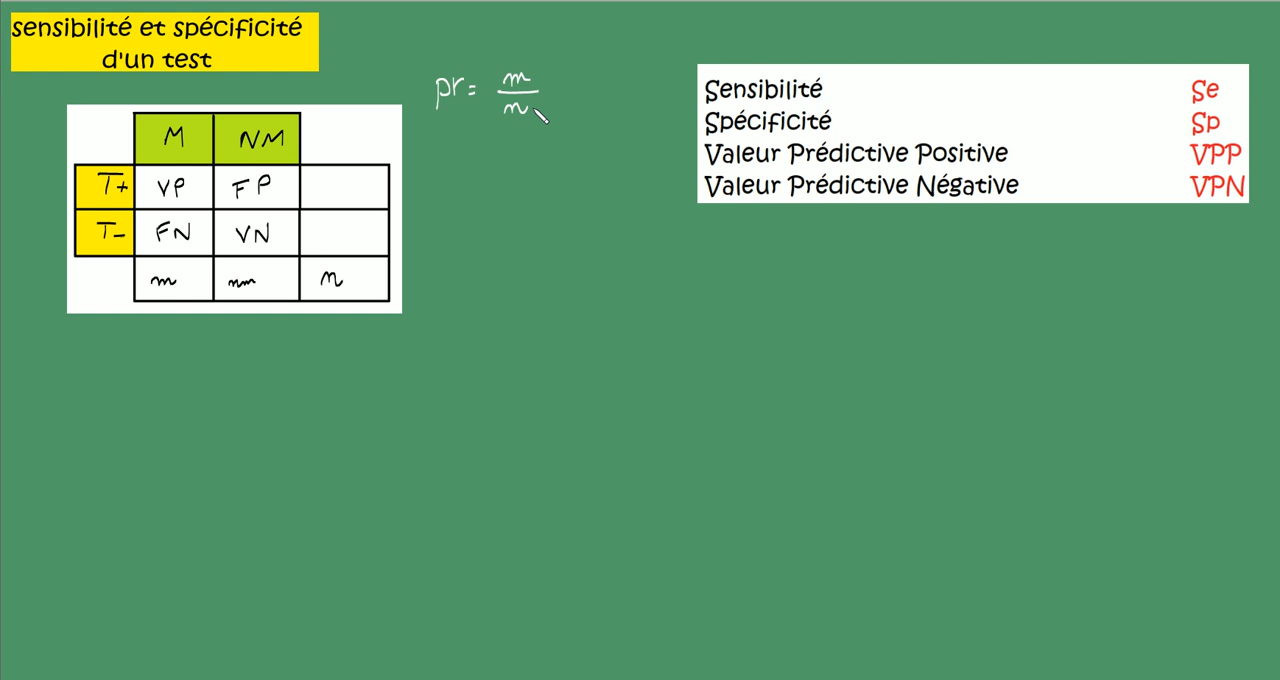 sensibilité et spécificité
d'un test
pr = m
n
M NM
T+ VP FP
T- FN VN
m nm n
Sensibilité Se
Spécificité Sp
Valeur Prédictive Positive VPP
Valeur Prédictive Négative VPN